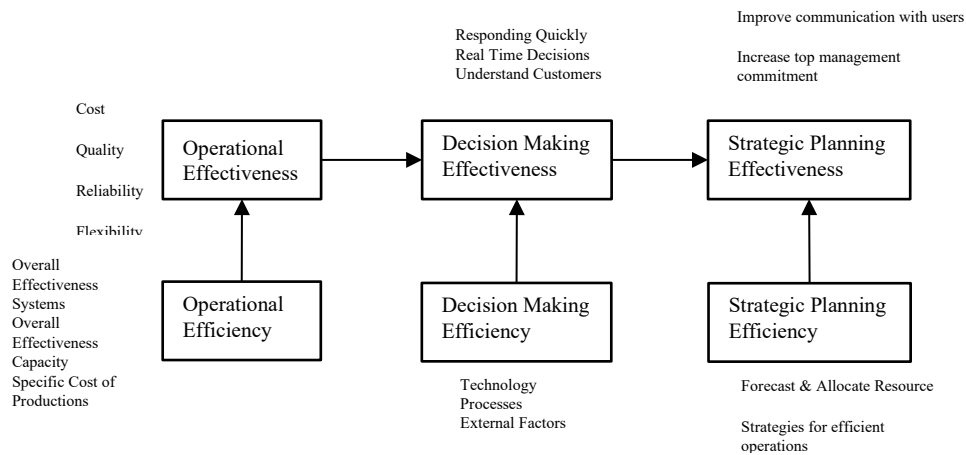 Improve communication with users
Increase top management
commitment
Responding Quickly
Real Time Decisions
Understand Customers
Cost
Quality
Reliability
Flexibility
Operational
Effectiveness
Decision Making
Effectiveness
Strategic Planning
Effectiveness
Overall
Effectiveness
Systems
Overall
Effectiveness
Capacity
Specific Cost of
Productions
Operational
Efficiency
Decision Making
Efficiency
Strategic Planning
Efficiency
Technology
Processes
External Factors
Forecast & Allocate Resource
Strategies for efficient
operations